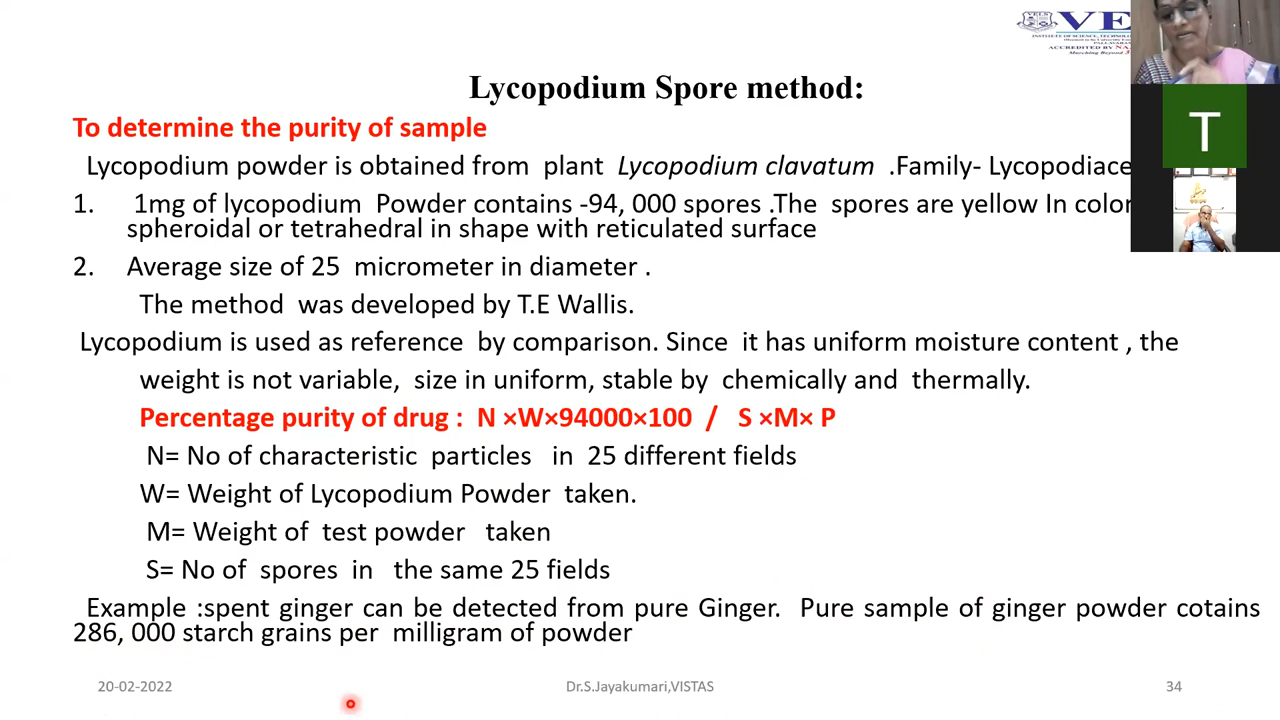 VE
ACCREDITED BY NA
Lycopodium Spore method:
To determine the purity of sample
Lycopodium powder is obtained from plant Lycopodium clavatum .Family- Lycopodiace
1. 1mg of lycopodium Powder contains -94, 000 spores .The spores are yellow In color
spheroidal or tetrahedral in shape with reticulated surface
2. Average size of 25 micrometer in diameter .
The method was developed by T.E Wallis.
Lycopodium is used as reference by comparison. Since it has uniform moisture content , the
weight is not variable, size in uniform, stable by chemically and thermally.
Percentage purity of drug : N ×W×94000×100 / S ×M× P
N= No of characteristic particles in 25 different fields
W= Weight of Lycopodium Powder taken.
M= Weight of test powder taken
S= No of spores in the same 25 fields
Example :spent ginger can be detected from pure Ginger. Pure sample of ginger powder cotains
286, 000 starch grains per milligram of powder
20-02-2022 Dr.S.Jayakumari,VISTAS 34
T